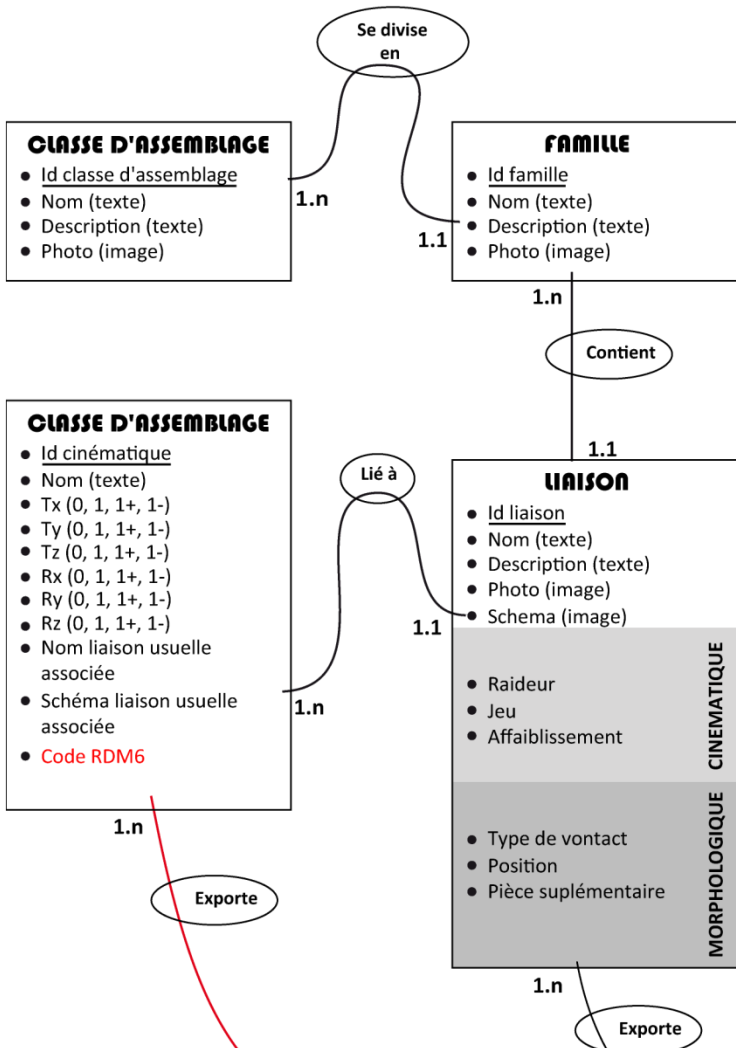 Se divise
en
CLASSE D'ASSEMBLAGE
Id classe d'assemblage
Nom (texte)
Description (texte)
Photo (image)
1.n
FAMILLE
Id famille
Nom (texte)
Description (texte)
Photo (image)
1.1
1.n
Contient
1.1
CLASSE D'ASSEMBLAGE
Id cinématique
Nom (texte)
Tx (0, 1, 1+, 1-)
Ty (0, 1, 1+, 1-)
Tz (0, 1, 1+, 1-)
Rx (0, 1, 1+, 1-)
Ry (0, 1, 1+, 1-)
Rz (0, 1, 1+, 1-)
Nom liaison usuelle
associée
Schéma liaison usuelle
associée
Code RDM6
1.n
1.n
Lié à
1.1
LIAISON
Id liaison
Nom (texte)
Description (texte)
Photo (image)
Schema (image)
Raideur
Jeu
Affaiblissement
CINEMATIQUE
Type de vontact
Position
Pièce suplémentaire
MORPHOLOGIQUE
1.n
Exporte
Exporte